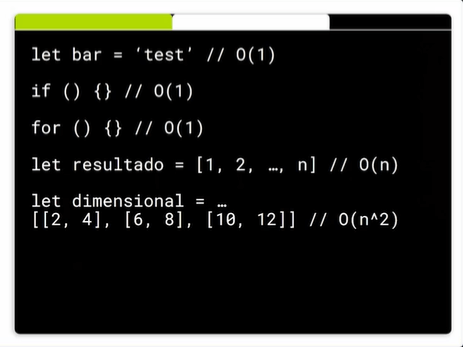 let bar = ‘test’ // O(1)
if () {} // O(1)
for () {} // O(1)
let resultado = [1, 2, …, n] // O(n)
let dimensional = …
[[2, 4], [6, 8], [10, 12]] // O(n^2)